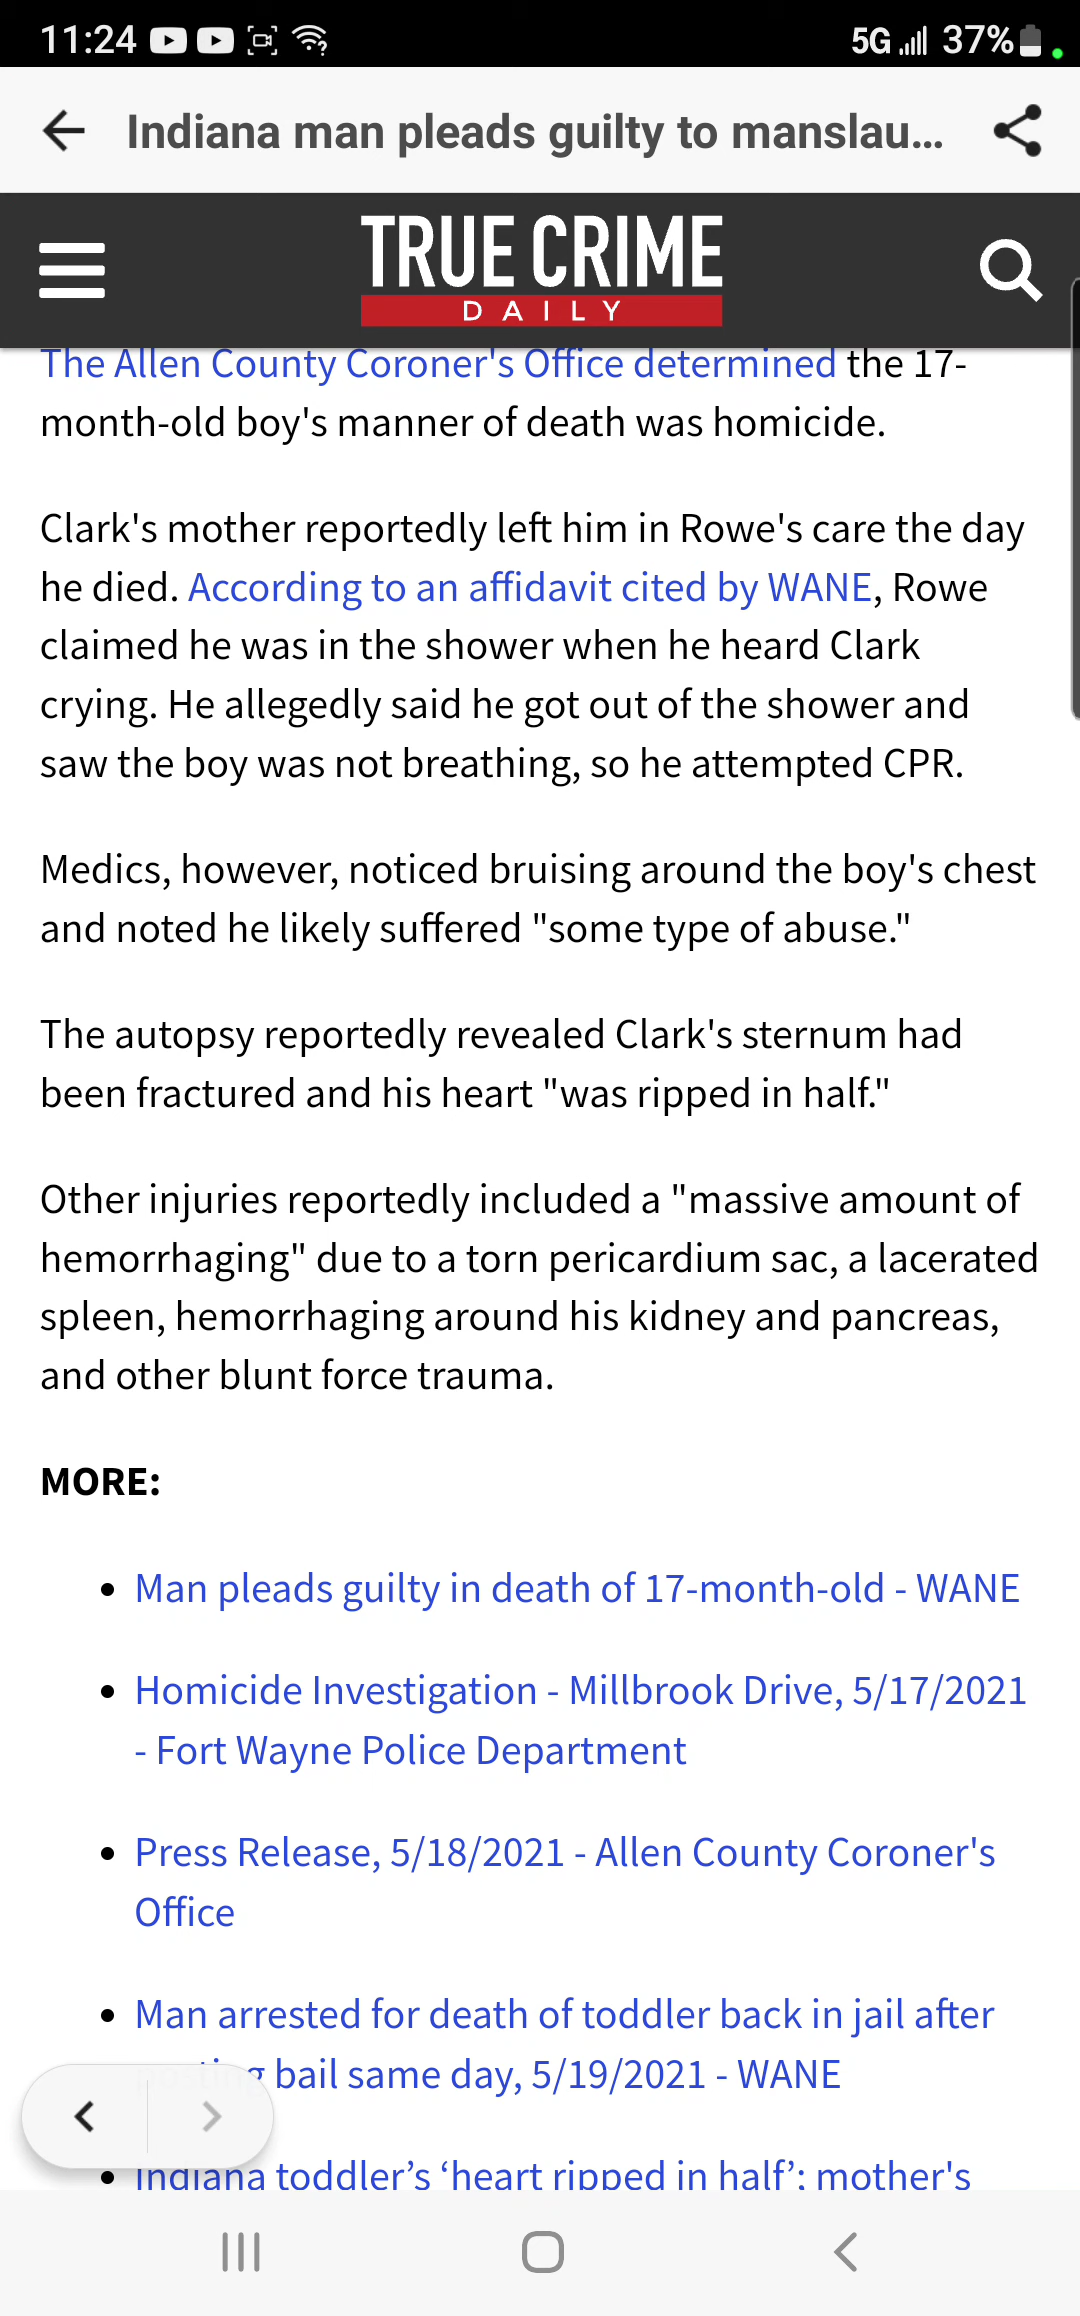 11:24
5G 37%
Indiana man pleads guilty to manslau...
TRUE CRIME
DAILY
The Allen County Coroner's Office determined the 17-
month-old boy's manner of death was homicide.
Clark's mother reportedly left him in Rowe's care the day
he died. According to an affidavit cited by WANE, Rowe
claimed he was in the shower when he heard Clark
crying. He allegedly said he got out of the shower and
saw the boy was not breathing, so he attempted CPR.
Medics, however, noticed bruising around the boy's chest
and noted he likely suffered "some type of abuse."
The autopsy reportedly revealed Clark's sternum had
been fractured and his heart "was ripped in half."
Other injuries reportedly included a "massive amount of
hemorrhaging" due to a torn pericardium sac, a lacerated
spleen, hemorrhaging around his kidney and pancreas,
and other blunt force trauma.
MORE:
• Man pleads guilty in death of 17-month-old - WANE
• Homicide Investigation - Millbrook Drive, 5/17/2021
- Fort Wayne Police Department
• Press Release, 5/18/2021 - Allen County Coroner's
Office
• Man arrested for death of toddler back in jail after
posting bail same day, 5/19/2021 - WANE
• Indiana toddler’s ‘heart ripped in half’; mother's